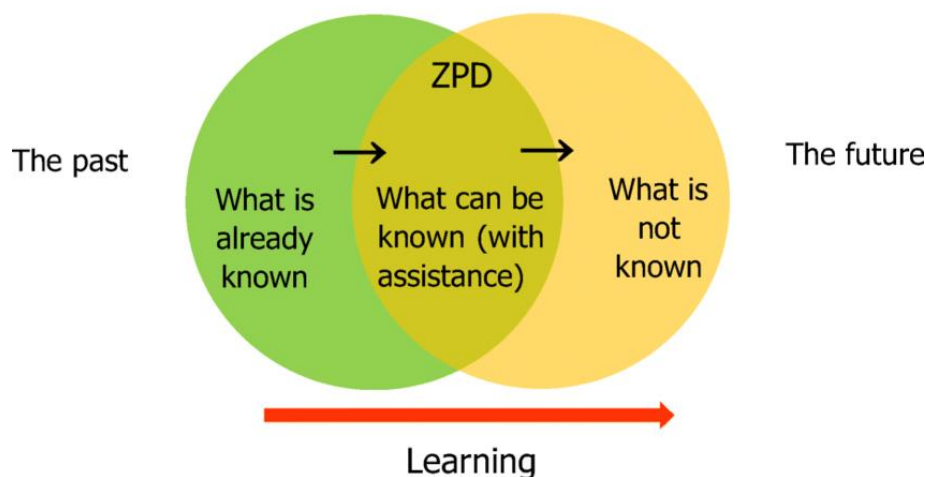 ZPD
The past
The future
What is
already
known
What can be
known (with
assistance)
What is
not
known
Learning